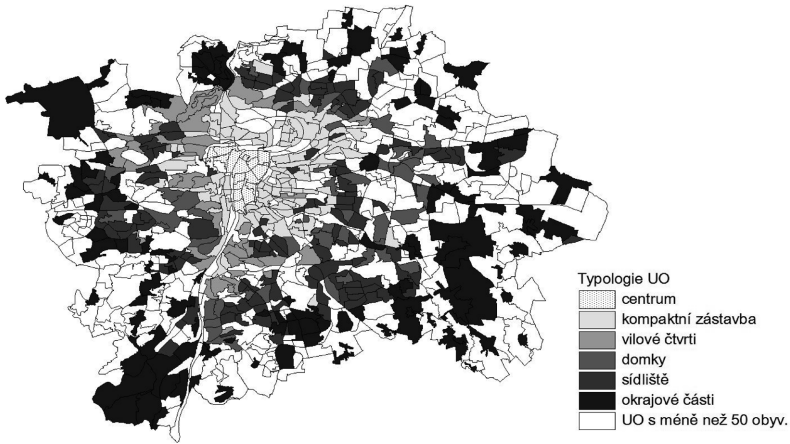 Typologie UO
centrum
kompaktní zástavba
vilové čtvrti
domky
sídliště
okrajové části
UO s méně než 50 obyv.